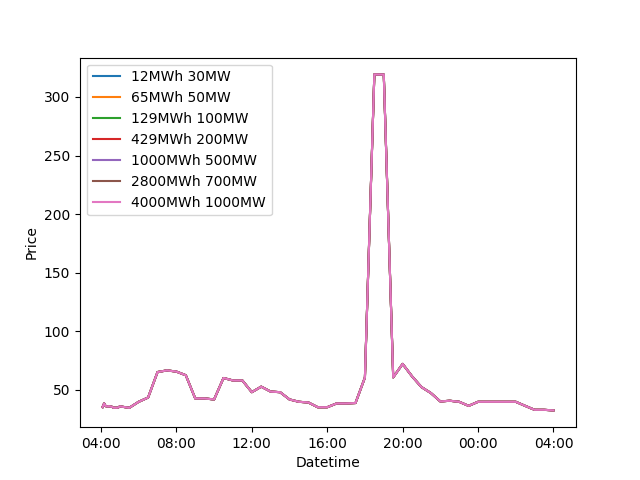 12MWh 30MW
65MWh 50MW
129MWh 100MW
429MWh 200MW
1000MWh 500MW
2800MWh 700MW
4000MWh 1000MW
Price
300
250
200
150
100
50
04:00 08:00 12:00 16:00 20:00 00:00 04:00
Datetime